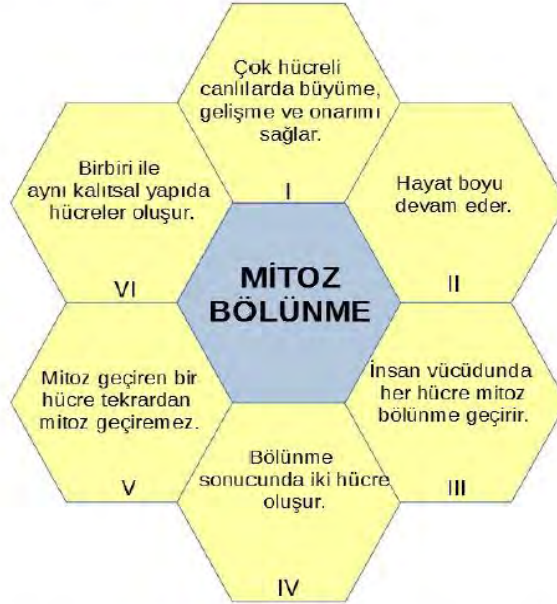 Çok hücreli
canlılarda büyüme,
gelişme ve onarımı
sağlar.
I
Hayat boyu
devam eder.
II
İnsan vücüdunda
her hücre mitoz
bölünme geçirir.
III
Bölünme
sonucunda iki hücre
oluşur.
IV
Mitoz geçiren bir
hücre tekrardan
mitoz geçiremez.
V
Birbiri ile
aynı kalıtsal yapıda
hücreler oluşur.
VI
MİTOZ
BÖLÜNME